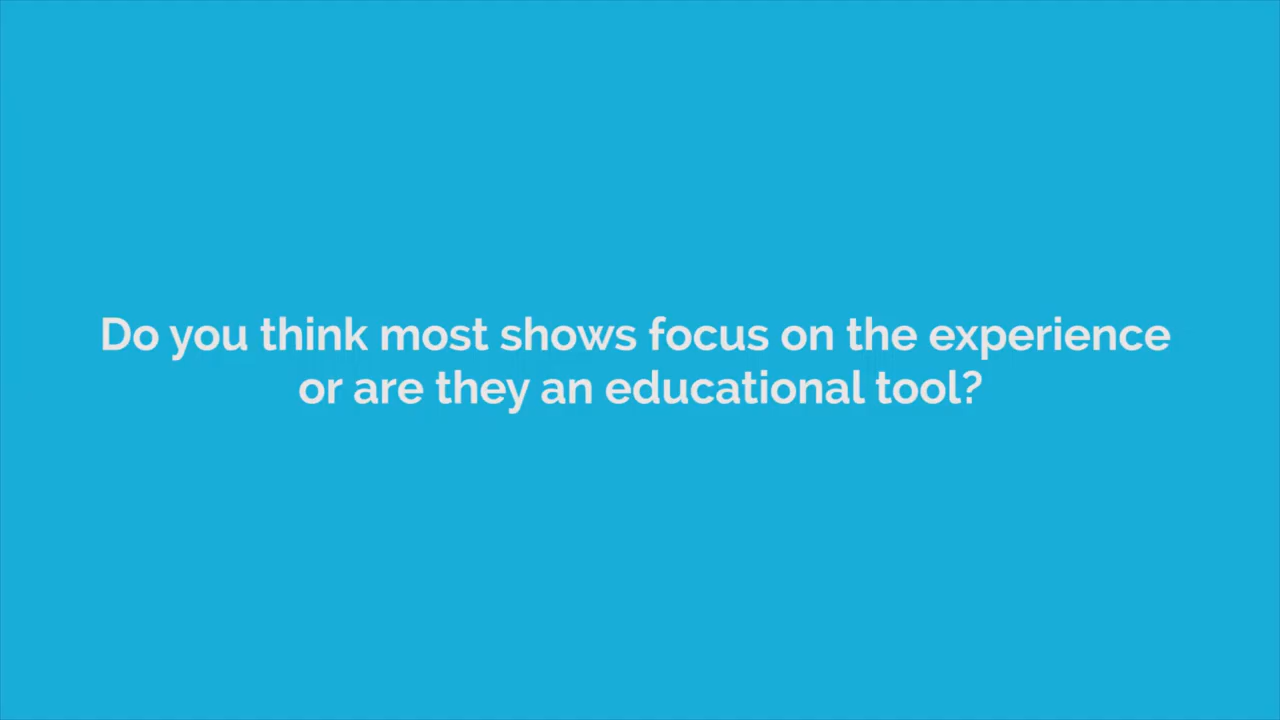 Do you think most shows focus on the experience
or are they an educational tool?